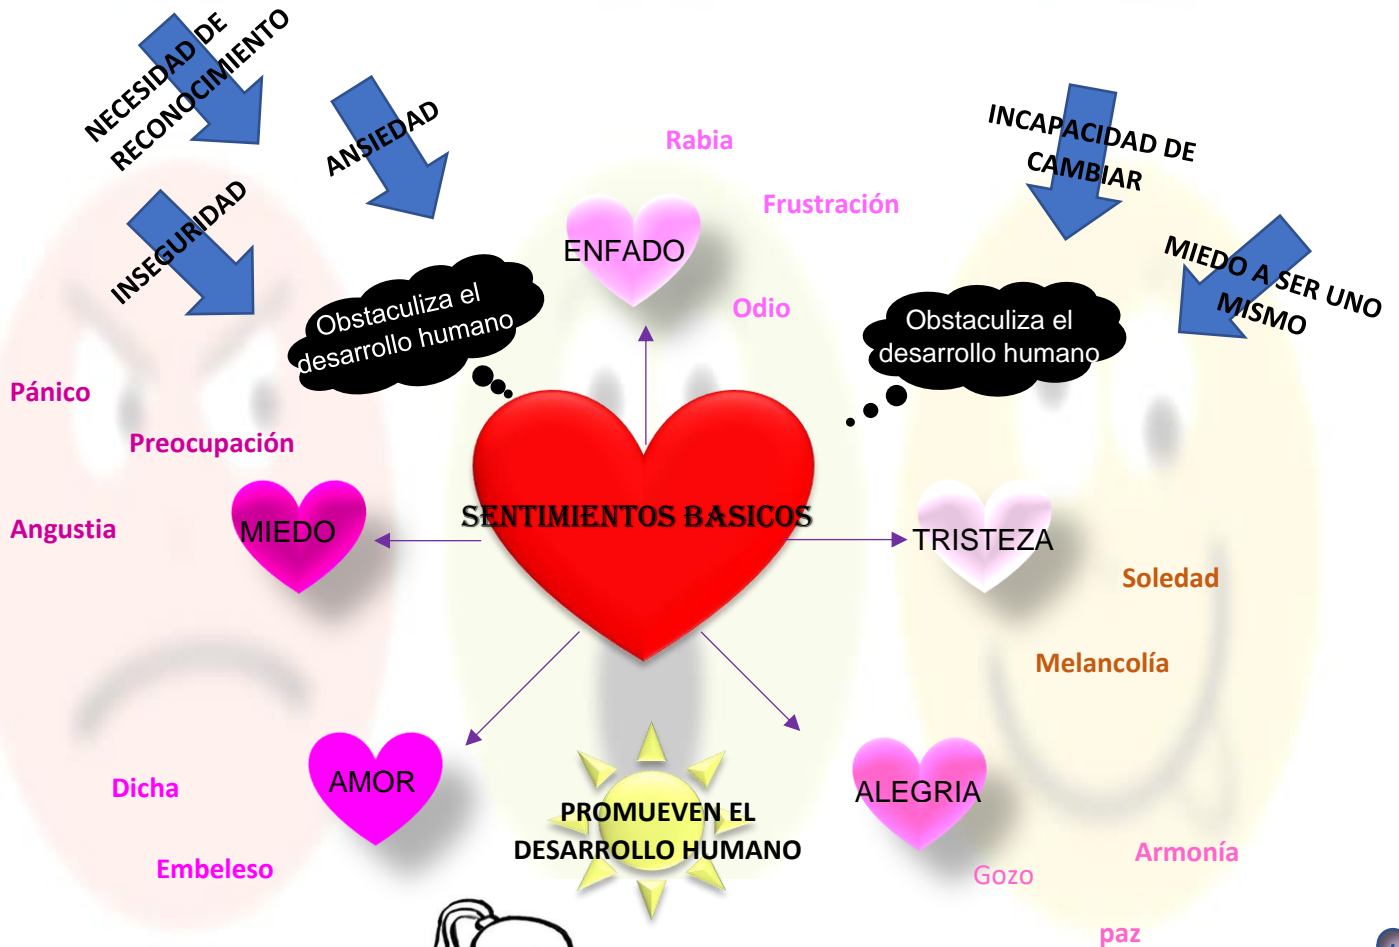 NECESIDAD DE
RECONOCIMIENTO
ANSIEDAD
INSEGURIDAD
Rabia
Frustración
ENFADO
Odio
INCAPACIDAD DE
CAMBIAR
MIEDO A SER UNO
MISMO
Obstaculiza el
desarrollo humano
Obstaculiza el
desarrollo humano
Pánico
Preocupación
Angustia
MIEDO
SENTIMIENTOS BASICOS
TRISTEZA
Soledad
Melancolía
AMOR
Dicha
Embeleso
PROMUEVEN EL
DESARROLLO HUMANO
ALEGRIA
Armonía
Gozo
paz